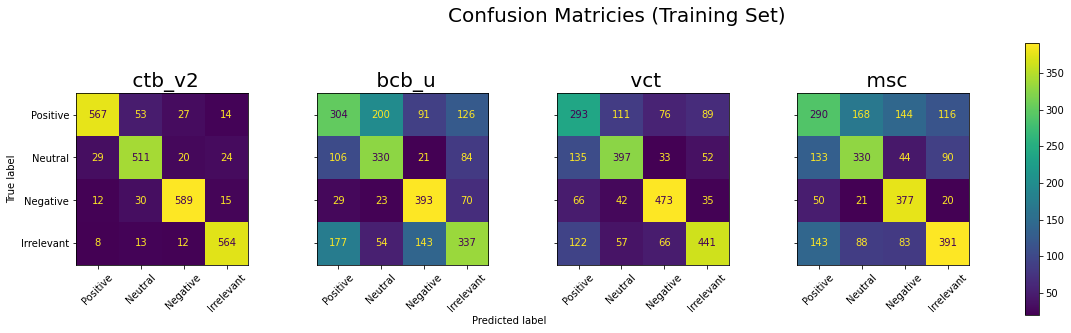 Confusion Matricies (Training Set)
ctb_v2 bcb_u vct msc
Positive 567 53 27 14 304 200 91 126 293 111 76 89 290 168 144 116
Neutral 29 511 20 24 106 330 21 84 135 397 33 52 133 330 44 90
Negative 12 30 589 15 29 23 393 70 66 42 473 35 50 21 377 20
Irrelevant 8 13 12 564 177 54 143 337 122 57 66 441 143 88 83 391
True label
Positive Neutral Negative Irrelevant Positive Neutral Negative Irrelevant Positive Neutral Negative Irrelevant Positive Neutral Negative Irrelevant
Predicted label
350
300
250
200
150
100
50